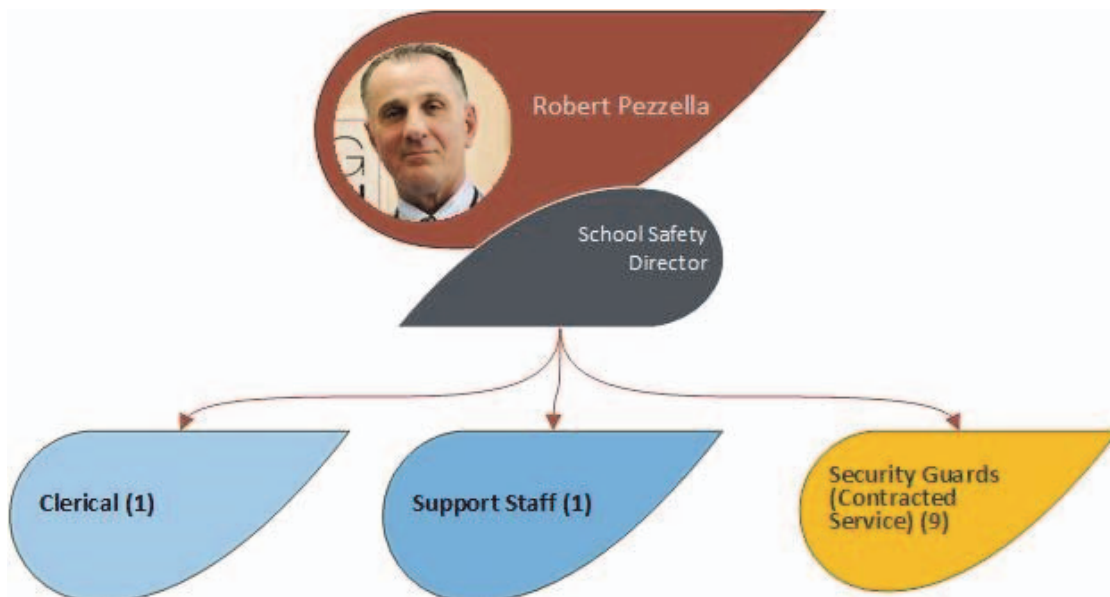 Robert Pezzella
School Safety
Director
Clerical (1)
Support Staff (1)
Security Guards
(Contracted
Service) (9)